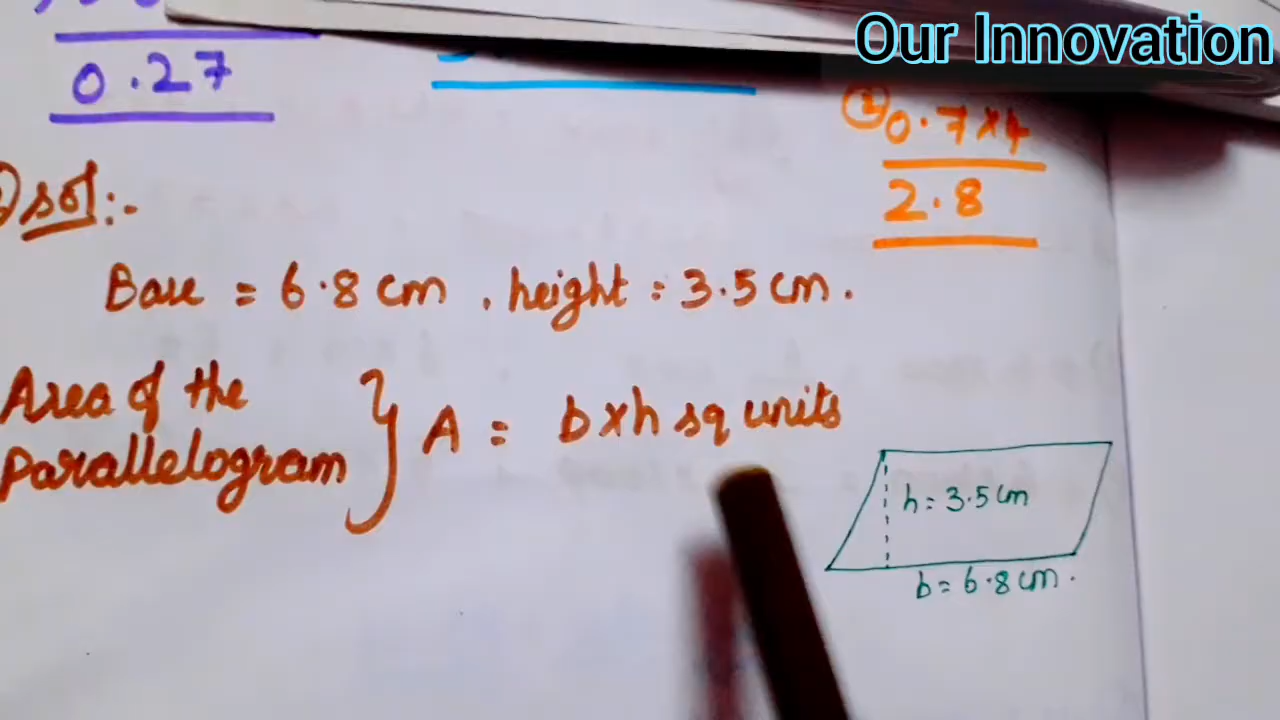 Our Innovation
0.27
② 0.7×4
2.8
sol:-
Base = 6.8 cm, height = 3.5 cm.
Area of the
Parallelogram } A = b×h sq units
h = 3.5 cm
b = 6.8 cm.